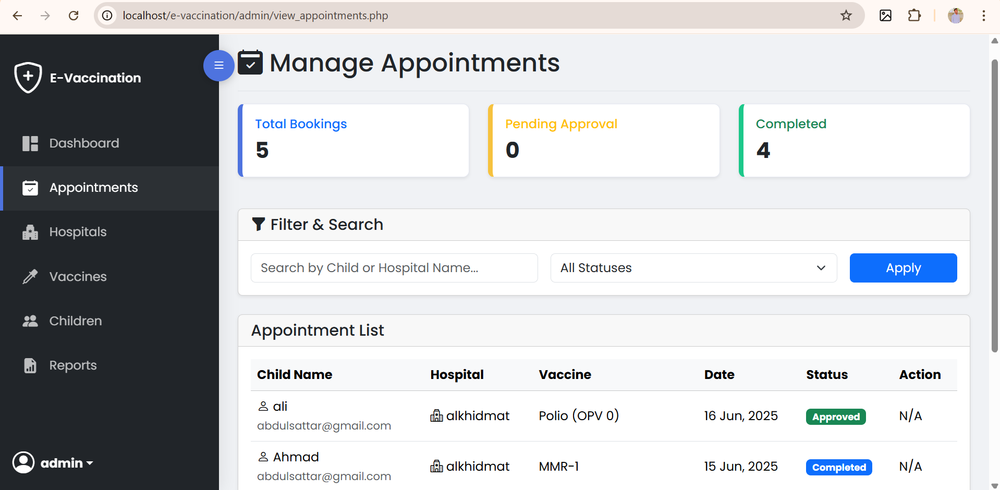 localhost/e-vaccination/admin/view_appointments.php
E-Vaccination
Dashboard
Appointments
Hospitals
Vaccines
Children
Reports
admin
Manage Appointments
Total Bookings
5
Pending Approval
0
Completed
4
Filter & Search
Search by Child or Hospital Name...
All Statuses
Apply
Appointment List
Child Name Hospital Vaccine Date Status Action
ali
abdulsattar@gmail.com
alkhidmat Polio (OPV 0) 16 Jun, 2025 Approved N/A
Ahmad
abdulsattar@gmail.com
alkhidmat MMR-1 15 Jun, 2025 Completed N/A